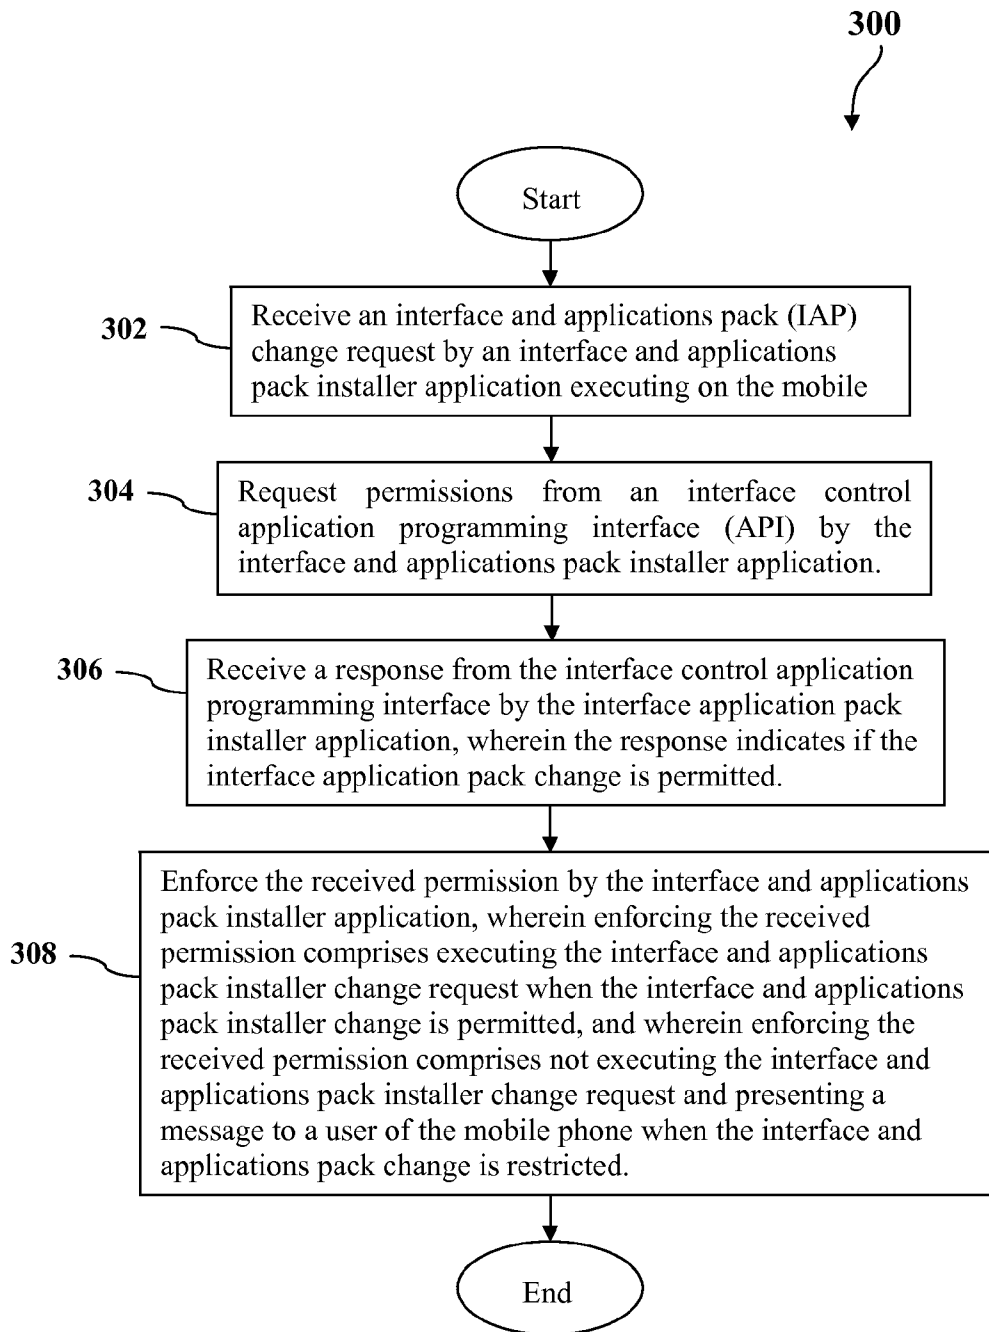 300
Start
302
Receive an interface and applications pack (IAP)
change request by an interface and applications
pack installer application executing on the mobile
304
Request permissions from an interface control
application programming interface (API) by the
interface and applications pack installer application.
306
Receive a response from the interface control application
programming interface by the interface application pack
installer application, wherein the response indicates if the
interface application pack change is permitted.
308
Enforce the received permission by the interface and applications
pack installer application, wherein enforcing the received
permission comprises executing the interface and applications
pack installer change request when the interface and applications
pack installer change is permitted, and wherein enforcing the
received permission comprises not executing the interface and
applications pack installer change request and presenting a
message to a user of the mobile phone when the interface and
applications pack change is restricted.
End